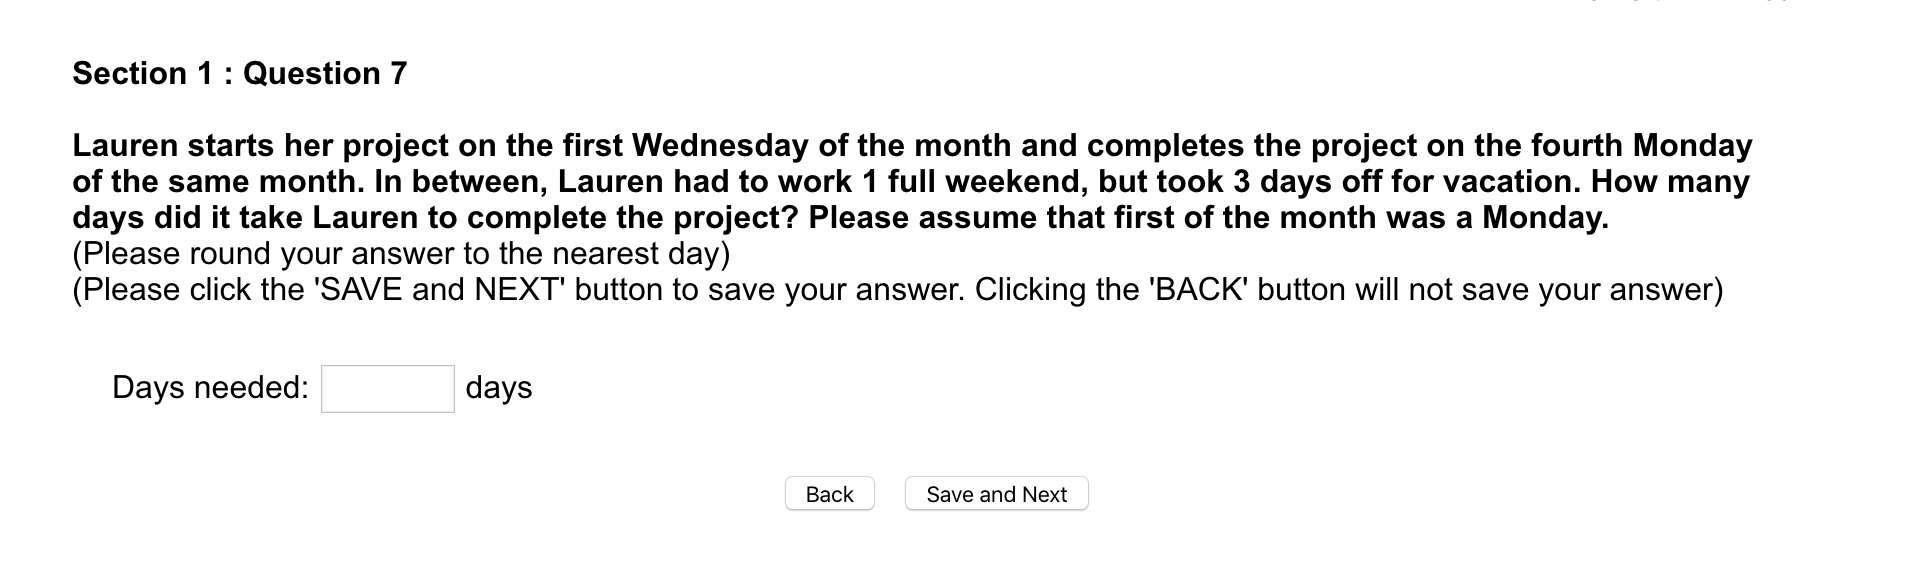 Section 1 : Question 7
Lauren starts her project on the first Wednesday of the month and completes the project on the fourth Monday
of the same month. In between, Lauren had to work 1 full weekend, but took 3 days off for vacation. How many
days did it take Lauren to complete the project? Please assume that first of the month was a Monday.
(Please round your answer to the nearest day)
(Please click the 'SAVE and NEXT' button to save your answer. Clicking the 'BACK' button will not save your answer)
Days needed: days
Back Save and Next